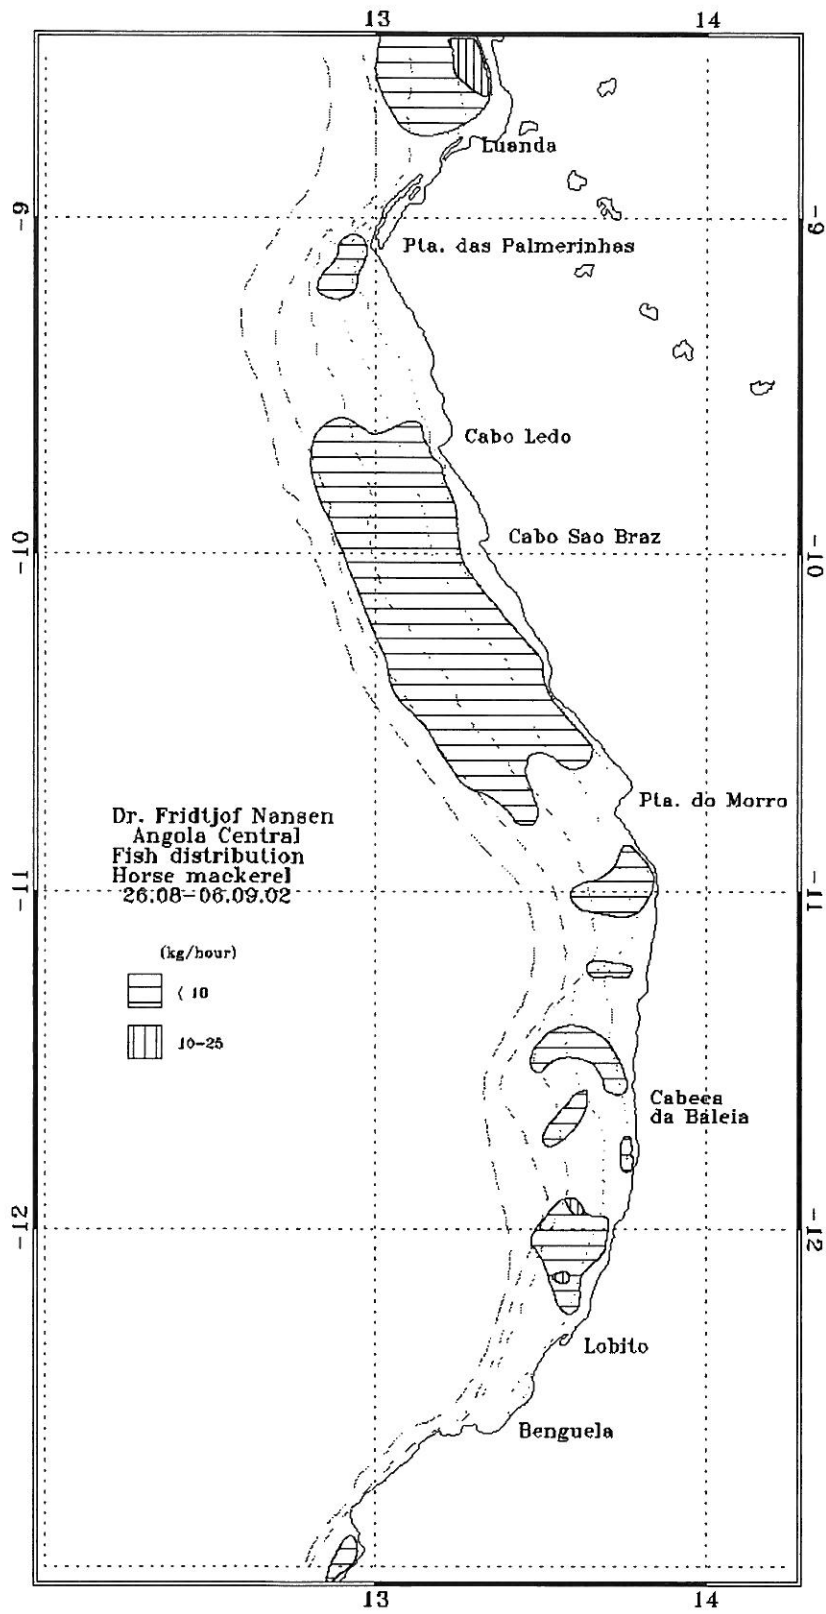 13 14
Luanda
-9 -9
Pta. das Palmerinhas
Cabo Ledo
Cabo Sao Braz
-10 -10
Pta. do Morro
Dr. Fridtjof Nansen
Angola Central
Fish distribution
Horse mackerel
26.08-06.09.02
-11 -11
(kg/hour)
< 10
10-25
Cabeca
da Baleia
-12 -12
Lobito
Benguela
13 14